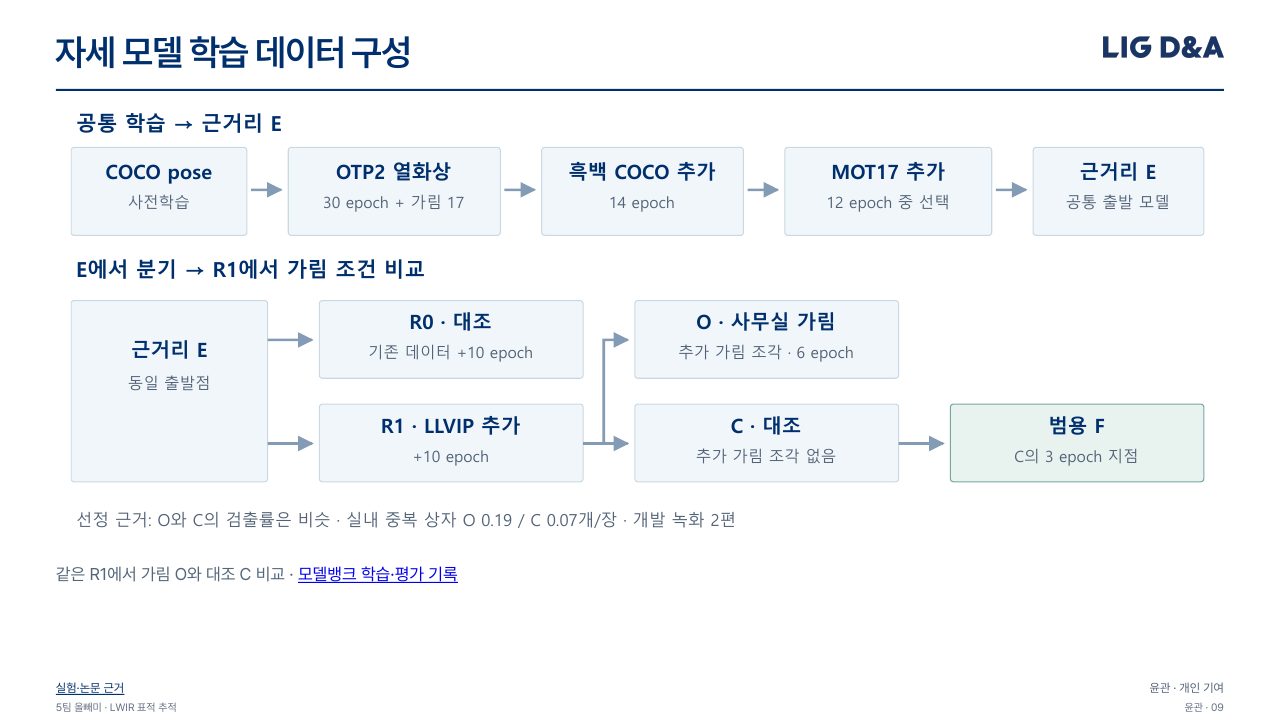 자세 모델 학습 데이터 구성
LIG D&A
공통 학습 → 근거리 E
COCO pose
사전학습
OTP2 열화상
30 epoch + 가림 17
흑백 COCO 추가
14 epoch
MOT17 추가
12 epoch 중 선택
근거리 E
공통 출발 모델
E에서 분기 → R1에서 가림 조건 비교
근거리 E
동일 출발점
R0 · 대조
기존 데이터 +10 epoch
O · 사무실 가림
추가 가림 조각 · 6 epoch
R1 · LLVIP 추가
+10 epoch
C · 대조
추가 가림 조각 없음
범용 F
C의 3 epoch 지점
선정 근거: O와 C의 검출률은 비슷 · 실내 중복 상자 O 0.19 / C 0.07개/장 · 개발 녹화 2편
같은 R1에서 가림 O와 대조 C 비교 · 모델뱅크 학습·평가 기록
실험·논문 근거
5팀 올빼미 · LWIR 표적 추적
윤관 · 개인 기여
윤관 · 09